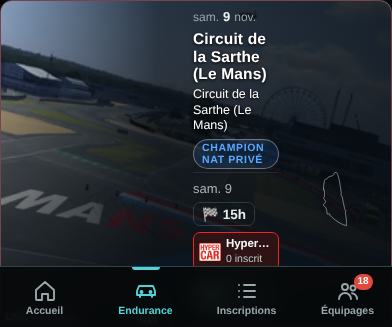 sam. 9 nov.
Circuit de
la Sarthe
(Le Mans)
Circuit de la
Sarthe (Le
Mans)
CHAMPION
NAT PRIVÉ
sam. 9
15h
HYPER
CAR
Hyper...
0 inscrit
MANS
18
Accueil
Endurance
Inscriptions
Équipages